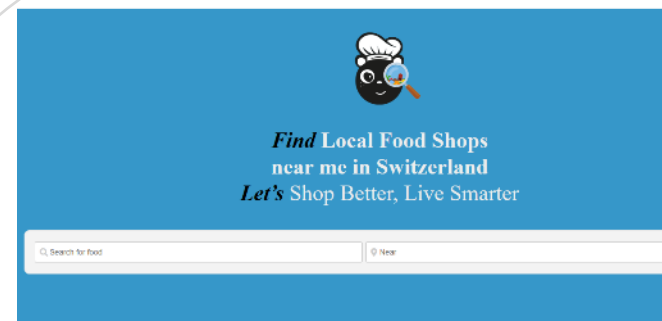 Find Local Food Shops
near me in Switzerland
Let's Shop Better, Live Smarter
Search for food
Near